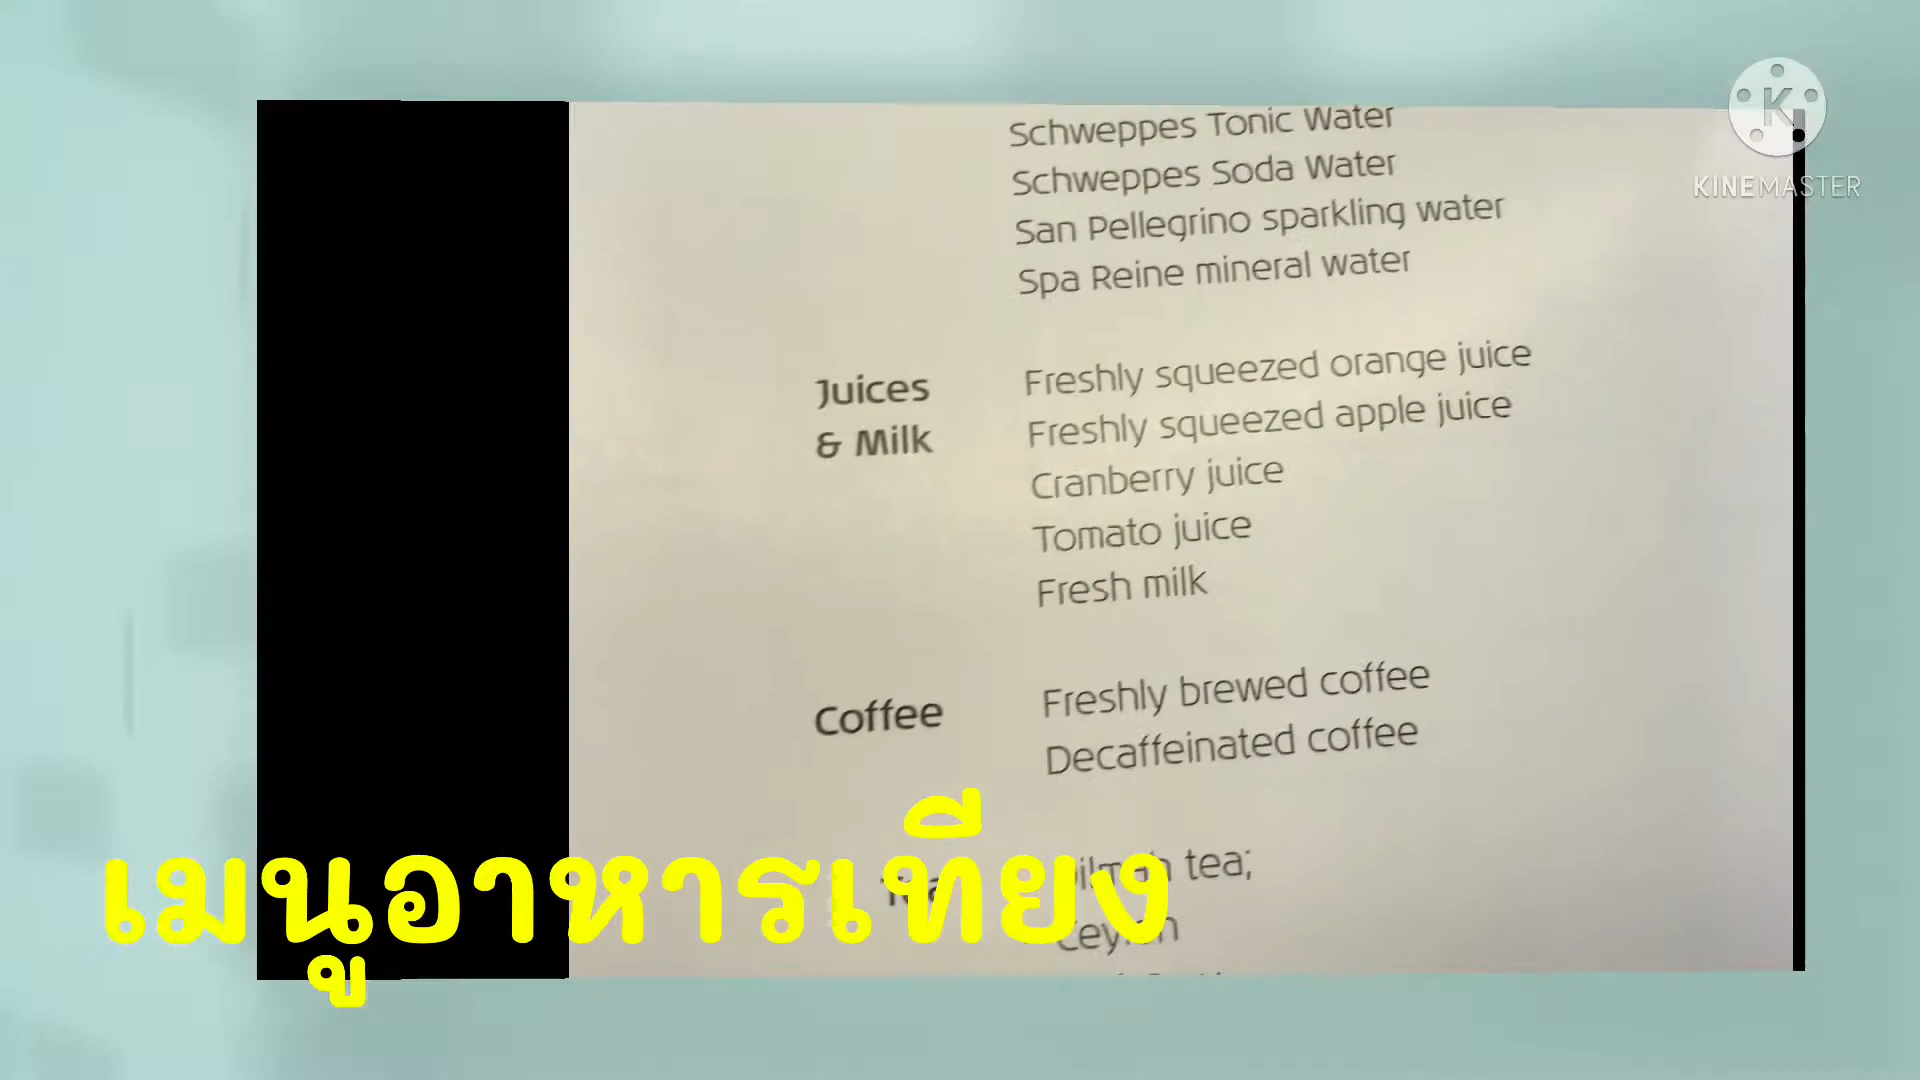 Schweppes Tonic Water
Schweppes Soda Water
San Pellegrino sparkling water
Spa Reine mineral water
Juices
& Milk
Freshly squeezed orange juice
Freshly squeezed apple juice
Cranberry juice
Tomato juice
Fresh milk
Coffee
Freshly brewed coffee
Decaffeinated coffee
tea;
เมนูอาหารเที่ยง
KINEMASTER